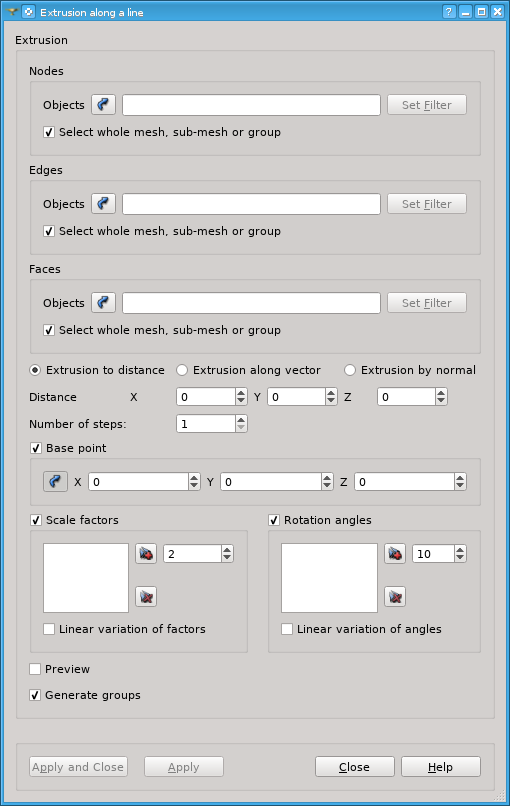 Extrusion along a line
Extrusion
Nodes
Objects Set Filter
Select whole mesh, sub-mesh or group
Edges
Objects Set Filter
Select whole mesh, sub-mesh or group
Faces
Objects Set Filter
Select whole mesh, sub-mesh or group
Extrusion to distance Extrusion along vector Extrusion by normal
Distance X 0 Y 0 Z 0
Number of steps: 1
Base point
X 0 Y 0 Z 0
Scale factors Rotation angles
2 10
Linear variation of factors Linear variation of angles
Preview
Generate groups
Apply and Close Apply Close Help